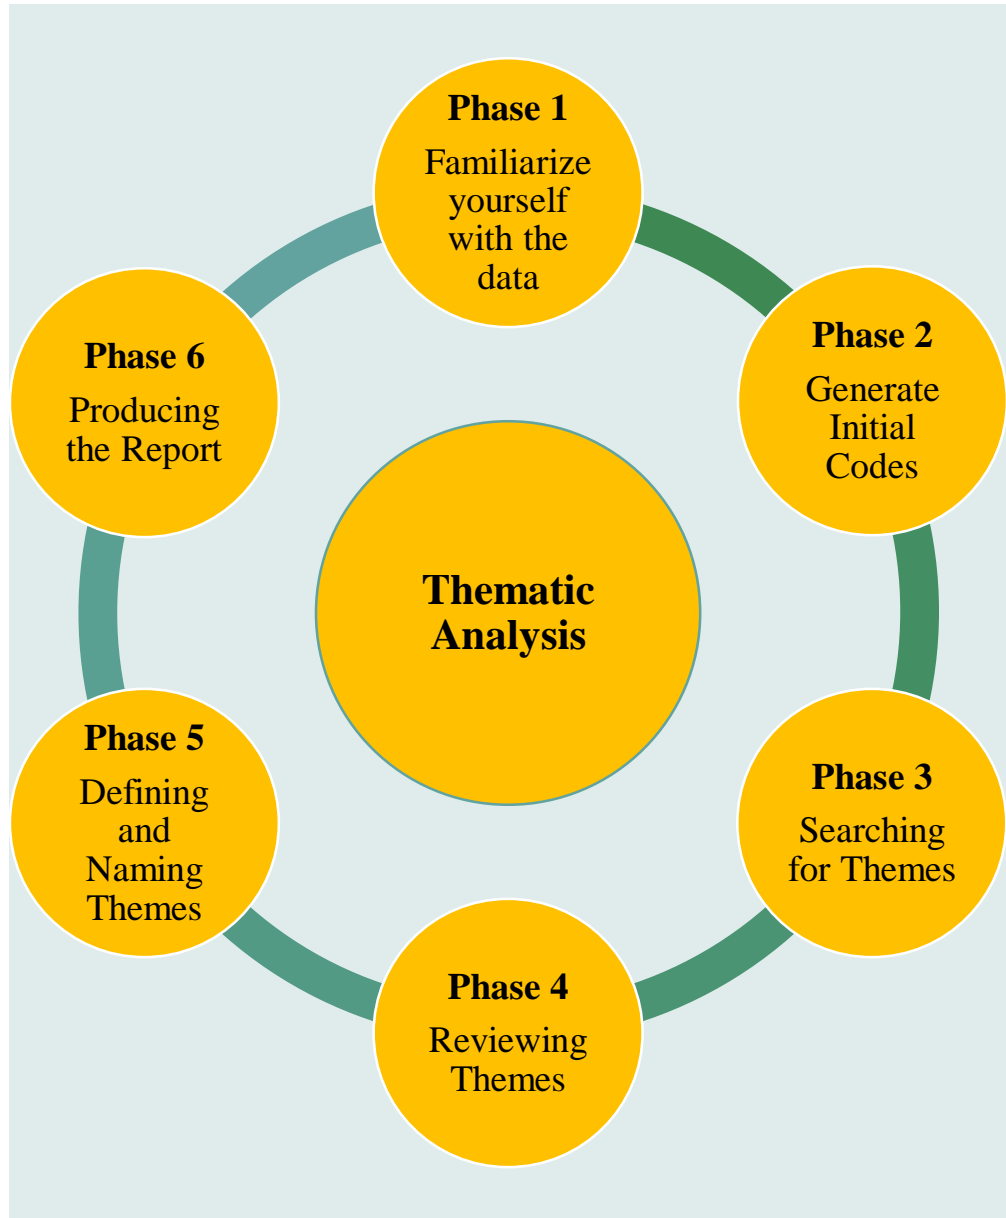 Phase 1
Familiarize
yourself
with the
data
Phase 2
Generate
Initial
Codes
Phase 3
Searching
for Themes
Phase 4
Reviewing
Themes
Phase 5
Defining
and
Naming
Themes
Phase 6
Producing
the Report
Thematic
Analysis